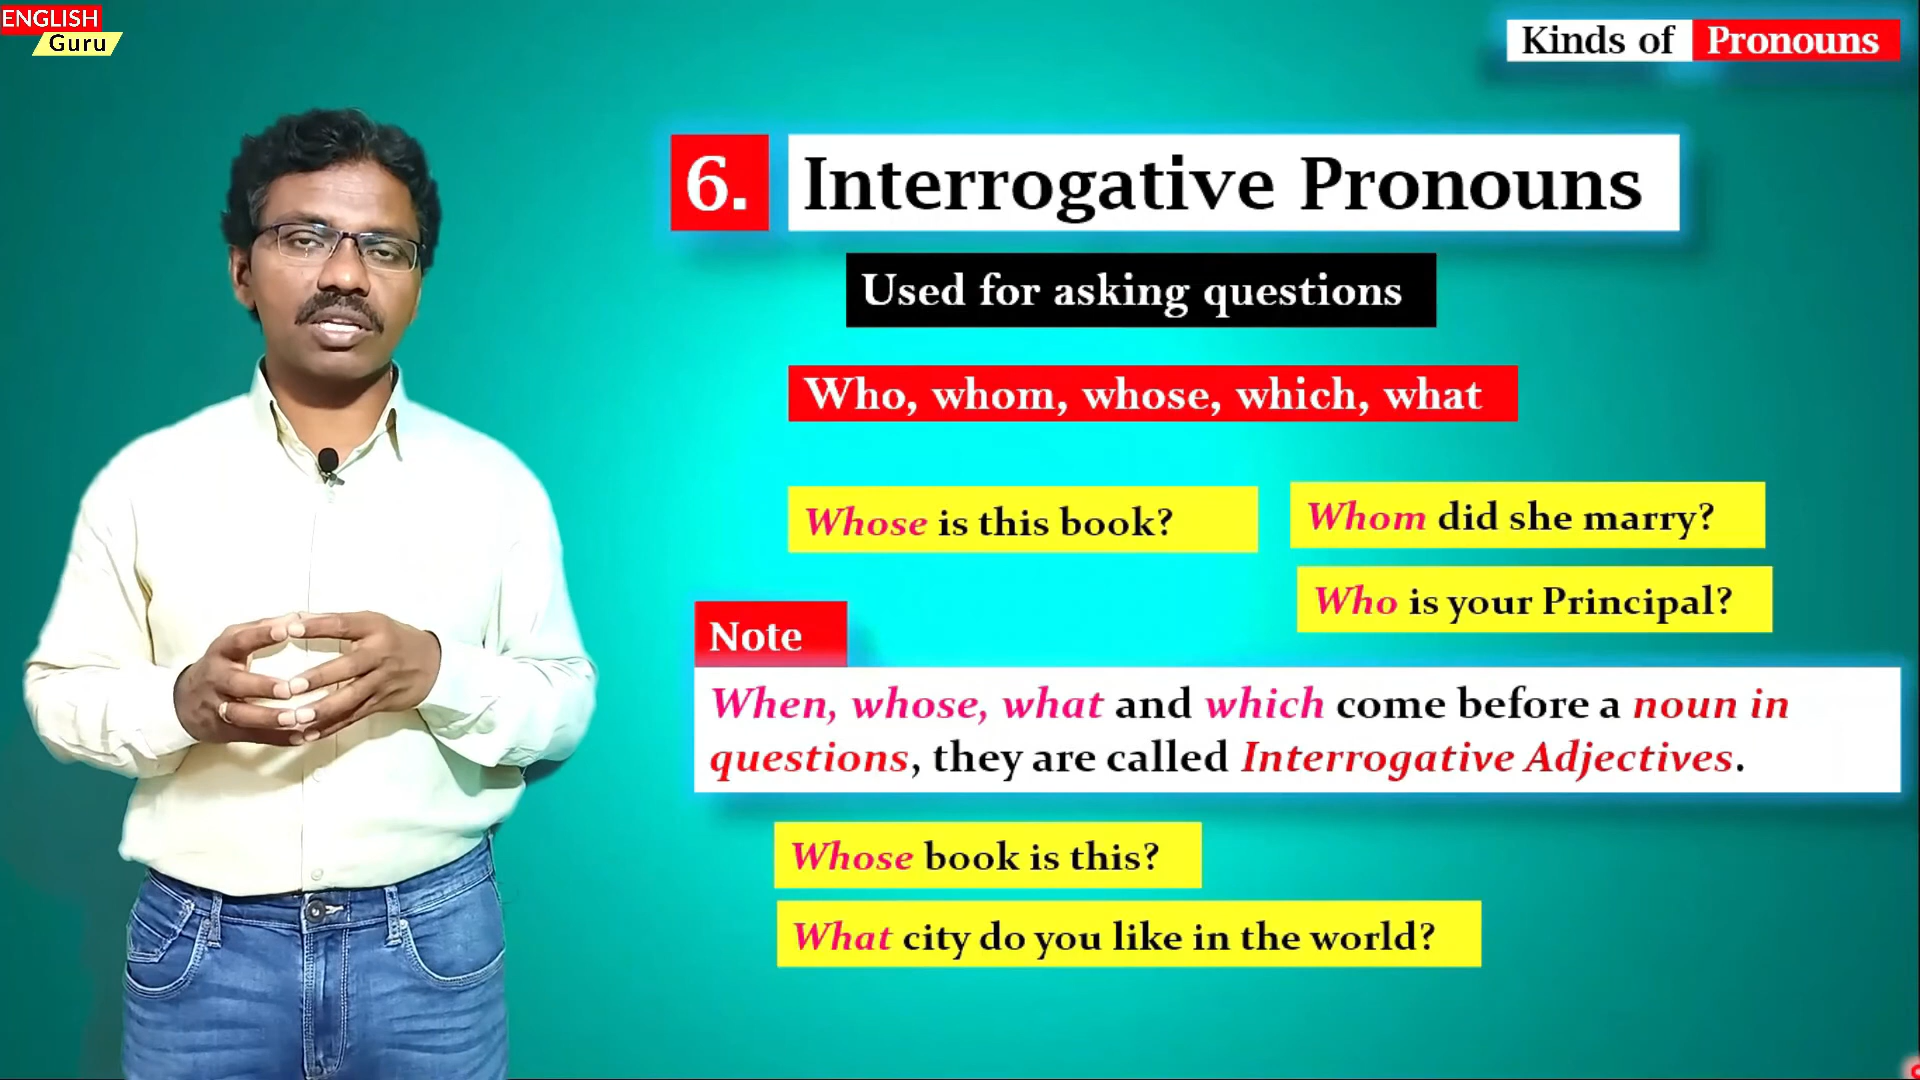 ENGLISH
Guru
Kinds of Pronouns
6. Interrogative Pronouns
Used for asking questions
Who, whom, whose, which, what
Whose is this book?
Whom did she marry?
Who is your Principal?
Note
When, whose, what and which come before a noun in
questions, they are called Interrogative Adjectives.
Whose book is this?
What city do you like in the world?